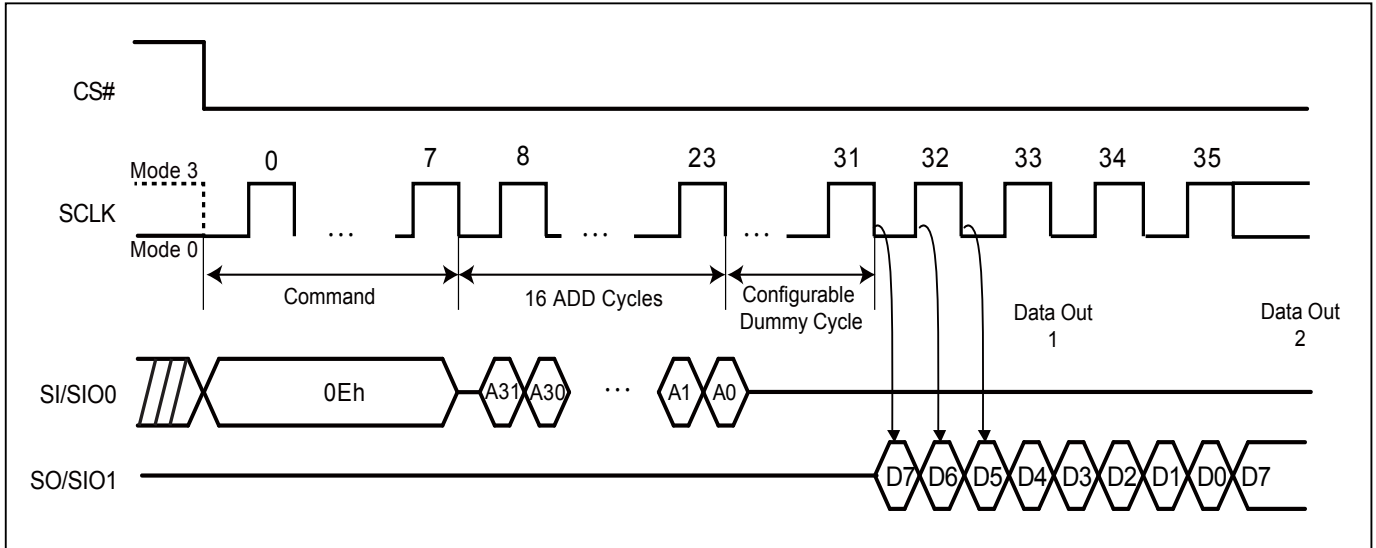 CS#
0 7 8 23 31 32 33 34 35
Mode 3
SCLK
... ... ...
Mode 0
Command
16 ADD Cycles
Configurable
Dummy Cycle
Data Out
1
Data Out
2
SI/SIO0
0Eh
A31 A30 ... A1 A0
SO/SIO1
D7 D6 D5 D4 D3 D2 D1 D0 D7